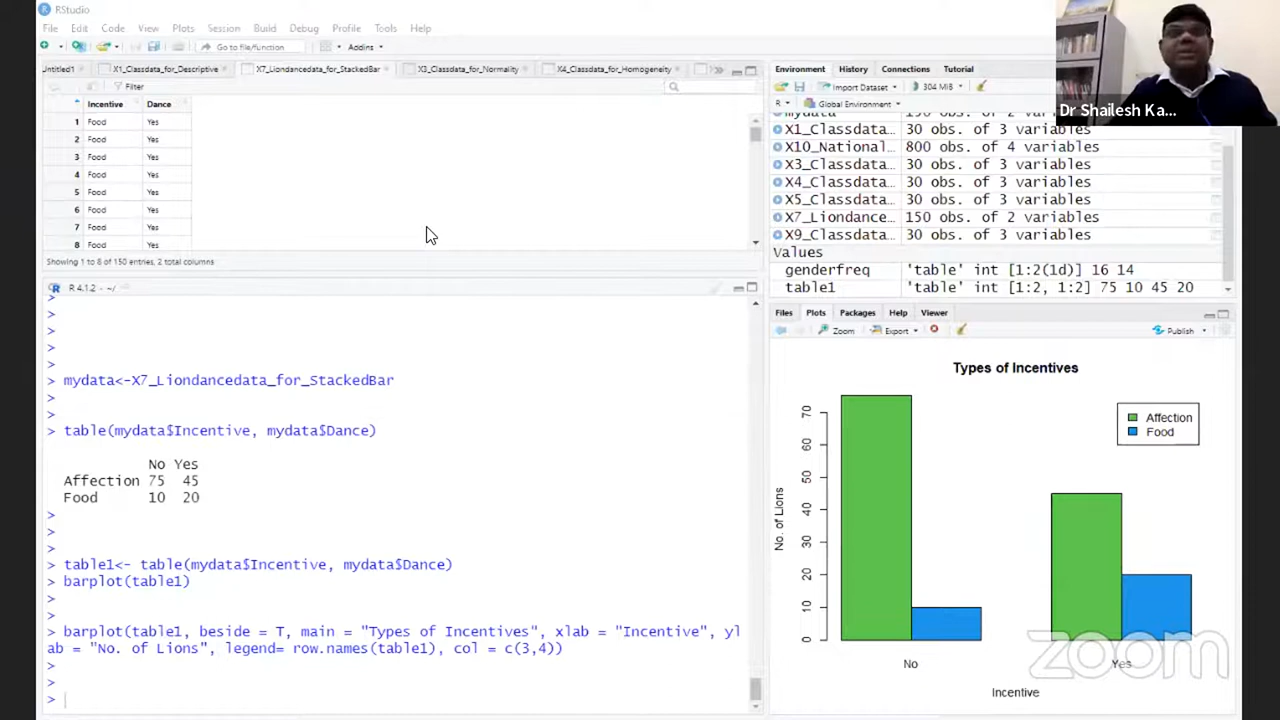 RStudio
File Edit Code View Plots Session Build Debug Profile Tools Help
Go to file/function Addins
Untitled1 X1_Classdata_for_Descriptive X7_Liondancedata_for_StackedBar X3_Classdata_for_Normality X4_Classdata_for_Homogeneity
Filter
Incentive Dance
1 Food Yes
2 Food Yes
3 Food Yes
4 Food Yes
5 Food Yes
6 Food Yes
7 Food Yes
8 Food Yes
Showing 1 to 8 of 150 entries, 2 total columns
R 4.1.2 · ~/
>
>
>
>
>
> mydata<-X7_Liondancedata_for_StackedBar
>
>
> table(mydata$Incentive, mydata$Dance)
No Yes
Affection 75 45
Food 10 20
>
>
>
> table1<- table(mydata$Incentive, mydata$Dance)
> barplot(table1)
>
>
> barplot(table1, beside = T, main = "Types of Incentives", xlab = "Incentive", yl
ab = "No. of Lions", legend= row.names(table1), col = c(3,4))
>
>
>
Environment History Connections Tutorial
Import Dataset 304 MiB
R Global Environment
mydata 150 obs. of 2 variables
X1_Classdata... 30 obs. of 3 variables
X10_National... 800 obs. of 4 variables
X3_Classdata... 30 obs. of 3 variables
X4_Classdata... 30 obs. of 3 variables
X5_Classdata... 30 obs. of 3 variables
X7_Liondance... 150 obs. of 2 variables
X9_Classdata... 30 obs. of 3 variables
Values
genderfreq 'table' int [1:2(1d)] 16 14
table1 'table' int [1:2, 1:2] 75 10 45 20
Files Plots Packages Help Viewer
Zoom Export Publish
Types of Incentives
Affection
Food
No. of Lions
70
60
50
40
30
20
10
0
No Yes
Incentive
Dr Shailesh Ka...
zoom